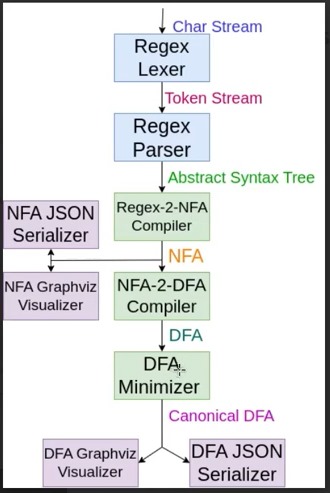 Char Stream
Regex
Lexer
Token Stream
Regex
Parser
Abstract Syntax Tree
NFA JSON
Serializer
Regex-2-NFA
Compiler
NFA
NFA Graphviz
Visualizer
NFA-2-DFA
Compiler
DFA
DFA
Minimizer
Canonical DFA
DFA Graphviz
Visualizer
DFA JSON
Serializer